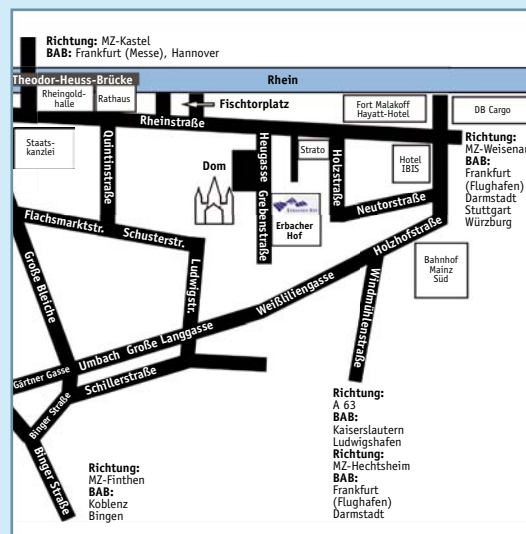 Richtung: MZ-Kastel
BAB: Frankfurt (Messe), Hannover
Theodor-Heuss-Brücke
Rhein
Rheingold-
halle
Rathaus
Fischtorplatz
Fort Malakoff
Hayatt-Hotel
DB Cargo
Rheinstraße
Staats-
kanzlei
Quintinstraße
Dom
Heugasse
Grebenstraße
Strato
Holzstraße
Hotel
IBIS
Richtung:
MZ-Weisenau
BAB:
Frankfurt
(Flughafen)
Darmstadt
Stuttgart
Würzburg
Erbacher Hof
Erbacher
Hof
Neutorstraße
Flachsmarktstr.
Schusterstr.
Holzhofstraße
Bahnhof
Mainz
Süd
Große Bleiche
Ludwigstr.
Weißliliengasse
Windmühlenstraße
Gärtner Gasse
Umbach
Große Langgasse
Schillerstraße
Binger Straße
Binger Straße
Richtung:
MZ-Finthen
BAB:
Koblenz
Bingen
Richtung:
A 63
BAB:
Kaiserslautern
Ludwigshafen
Richtung:
MZ-Hechtsheim
BAB:
Frankfurt
(Flughafen)
Darmstadt